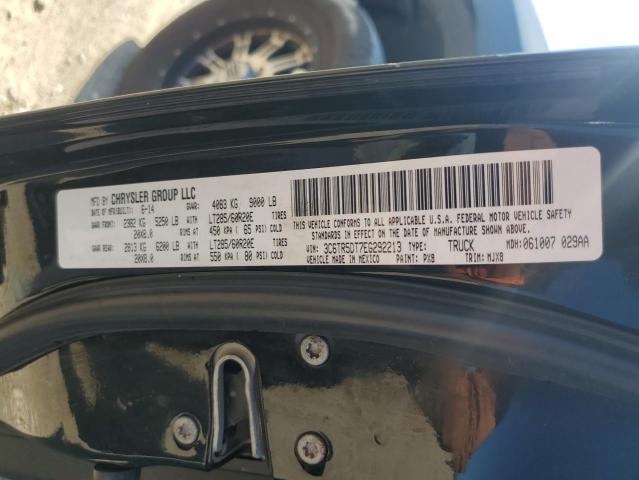 MFD BY CHRYSLER GROUP LLC GVWR: 4083 KG 9000 LB
DATE OF MFR(BUILT): 6-14
GAWR FRONT: 2382 KG 5250 LB LT285/60R20E TIRES
20X8.0 RIMS AT 450 KPA ( 65 PSI) COLD
GAWR REAR: 2813 KG 6200 LB LT285/60R20E TIRES
20X8.0 RIMS AT 550 KPA ( 80 PSI) COLD
THIS VEHICLE CONFORMS TO ALL APPLICABLE U.S.A. FEDERAL MOTOR VEHICLE SAFETY
STANDARDS IN EFFECT ON THE DATE OF MANUFACTURE SHOWN ABOVE.
VIN: 3C6TR5DT7EG292213 TYPE: TRUCK MDH: 061007 029AA
VEHICLE MADE IN MEXICO PAINT: PX8 TRIM: MJX8